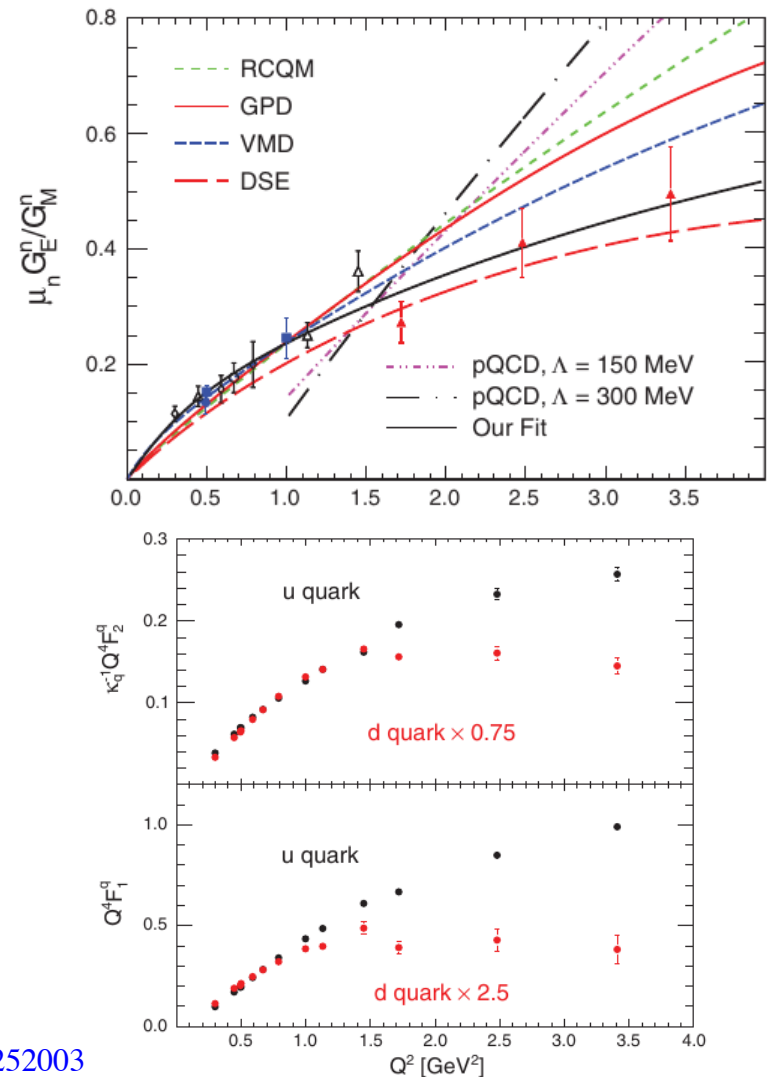 0.8
0.6
0.4
0.2
μₙGₑⁿ/Gₘⁿ
RCQM
GPD
VMD
DSE
pQCD, Λ = 150 MeV
pQCD, Λ = 300 MeV
Our Fit
0.0 0.5 1.0 1.5 2.0 2.5 3.0 3.5
0.3
0.2
0.1
κq⁻¹Q⁴F₂q
u quark
d quark × 0.75
1.0
0.5
0.0
Q⁴F₁q
u quark
d quark × 2.5
0.5 1.0 1.5 2.0 2.5 3.0 3.5 4.0
Q² [GeV²]
252003